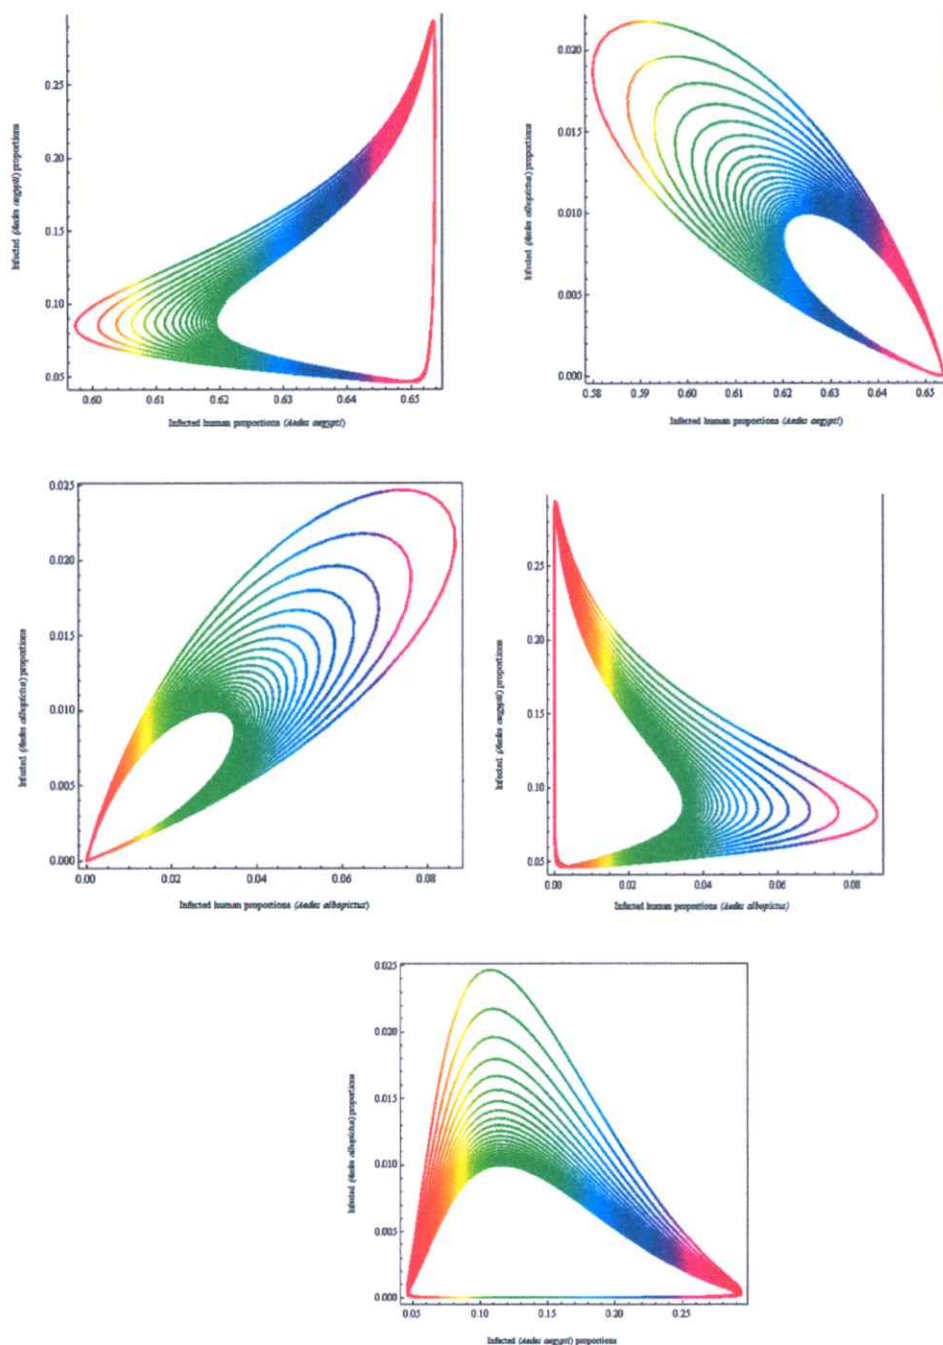 0.25
0.20
0.15
0.10
0.05
Infected (Aedes aegypti) proportions
0.60 0.61 0.62 0.63 0.64 0.65
Infected human proportions (Aedes aegypti)
0.020
0.015
0.010
0.005
0.000
Infected (Aedes albopictus) proportions
0.58 0.59 0.60 0.61 0.62 0.63 0.64 0.65
Infected human proportions (Aedes aegypti)
0.025
0.020
0.015
0.010
0.005
0.000
Infected (Aedes albopictus) proportions
0.00 0.02 0.04 0.06 0.08
Infected human proportions (Aedes albopictus)
0.25
0.20
0.15
0.10
0.05
Infected (Aedes aegypti) proportions
0.00 0.02 0.04 0.06 0.08
Infected human proportions (Aedes albopictus)
0.025
0.020
0.015
0.010
0.005
0.000
Infected (Aedes albopictus) proportions
0.05 0.10 0.15 0.20 0.25
Infected (Aedes aegypti) proportions